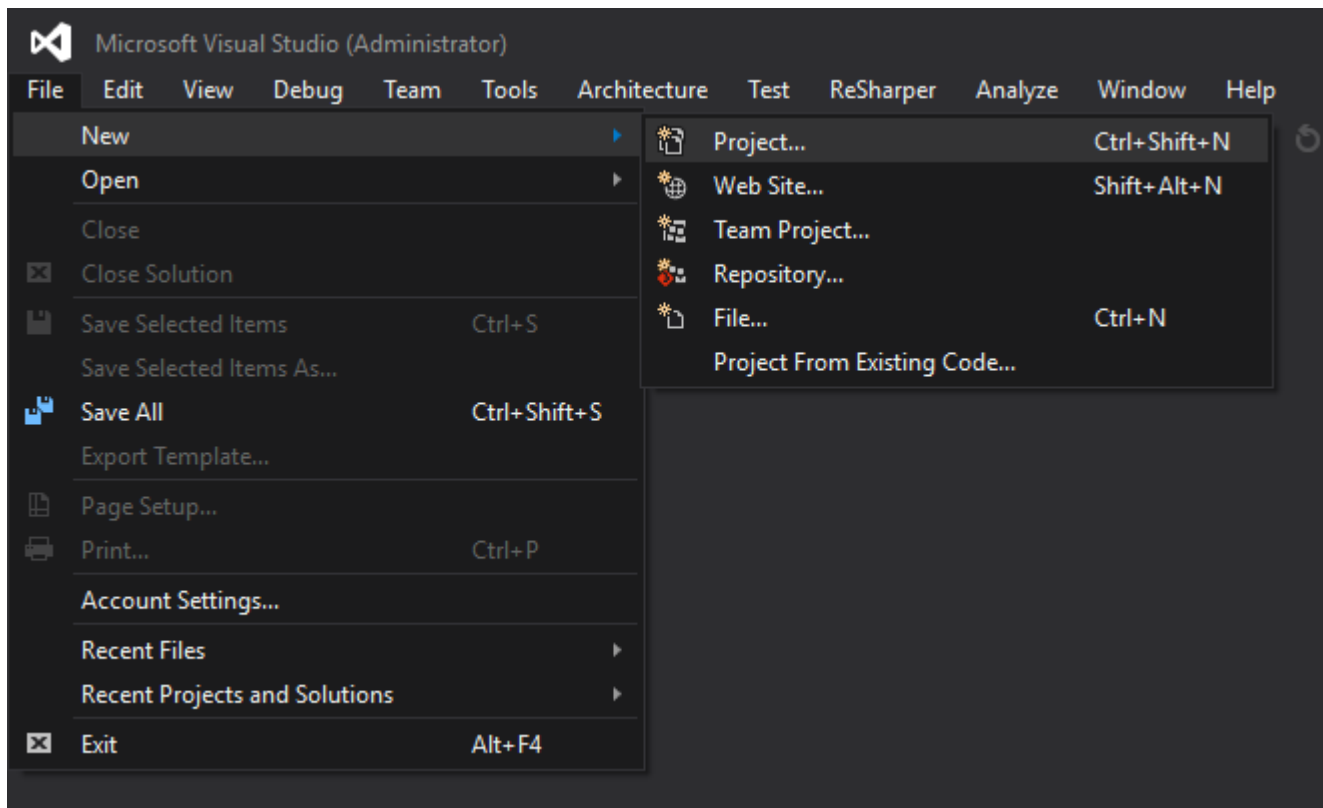 Microsoft Visual Studio (Administrator)
File Edit View Debug Team Tools Architecture Test ReSharper Analyze Window Help
New
Open
Close
Close Solution
Save Selected Items Ctrl+S
Save Selected Items As...
Save All Ctrl+Shift+S
Export Template...
Page Setup...
Print... Ctrl+P
Account Settings...
Recent Files
Recent Projects and Solutions
Exit Alt+F4
Project... Ctrl+Shift+N
Web Site... Shift+Alt+N
Team Project...
Repository...
File... Ctrl+N
Project From Existing Code...